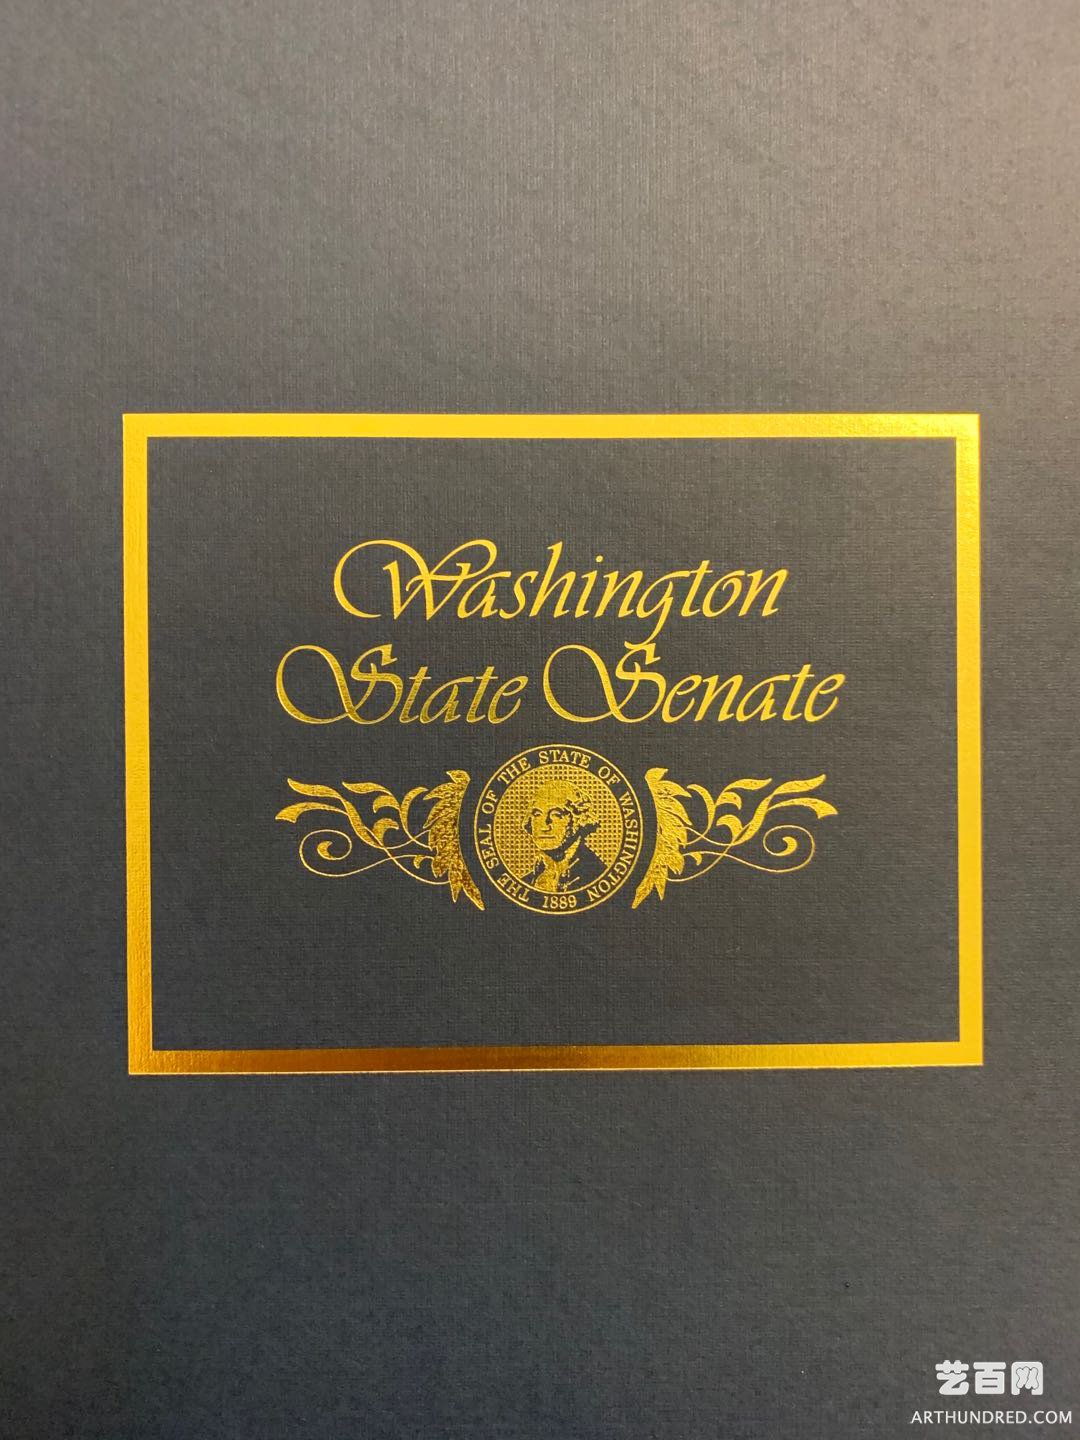 Washington
State Senate
THE SEAL OF THE STATE OF WASHINGTON
1889
艺百网
ARTHUNDRED.COM